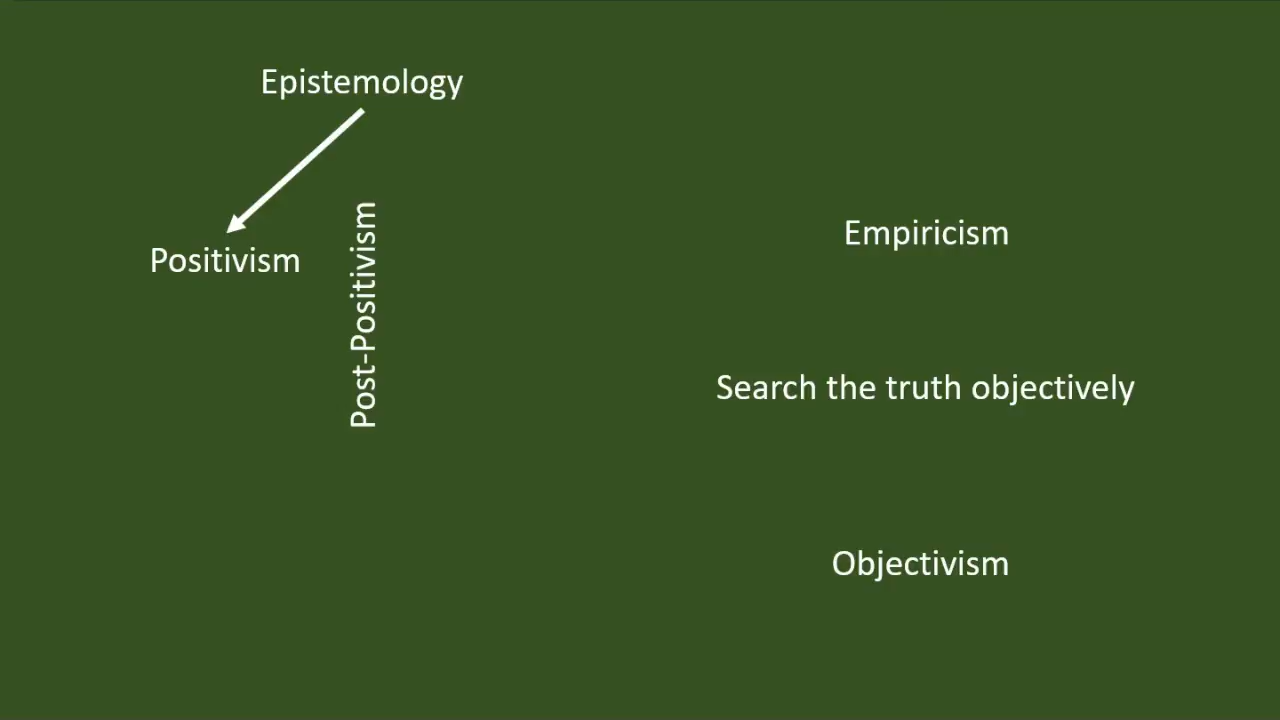 Epistemology
Positivism
Post-Positivism
Empiricism
Search the truth objectively
Objectivism